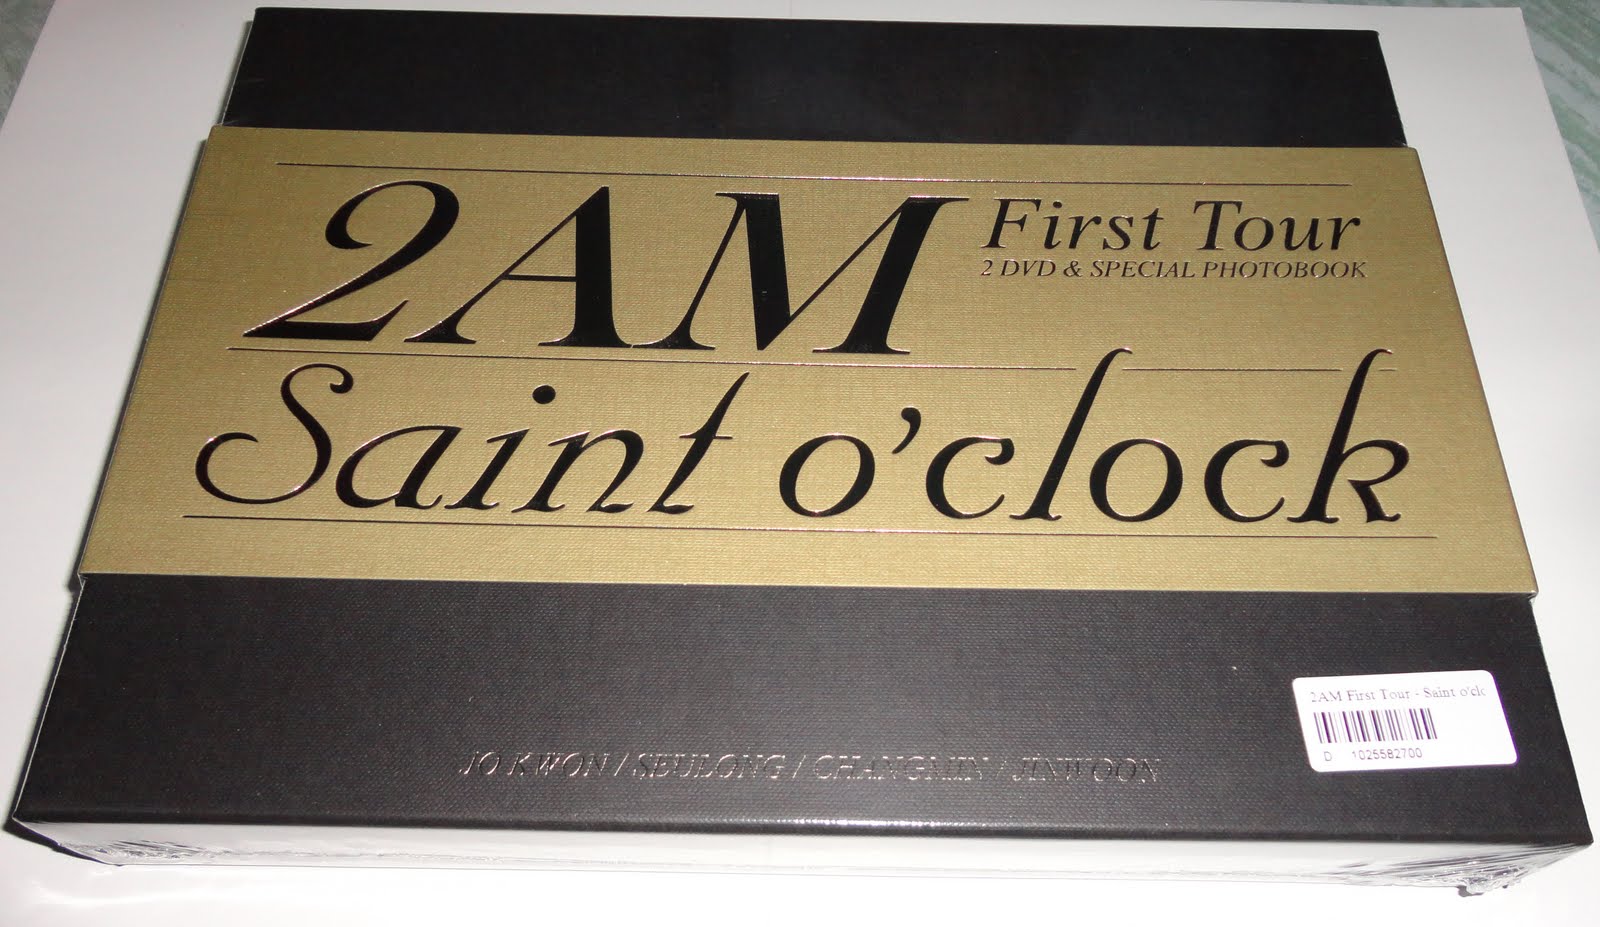 2AM
First Tour
2 DVD & SPECIAL PHOTOBOOK
Saint o'clock
2AM First Tour - Saint o'clo
D 1025582700
JO KWON / SEULONG / CHANGMIN / JINWOON